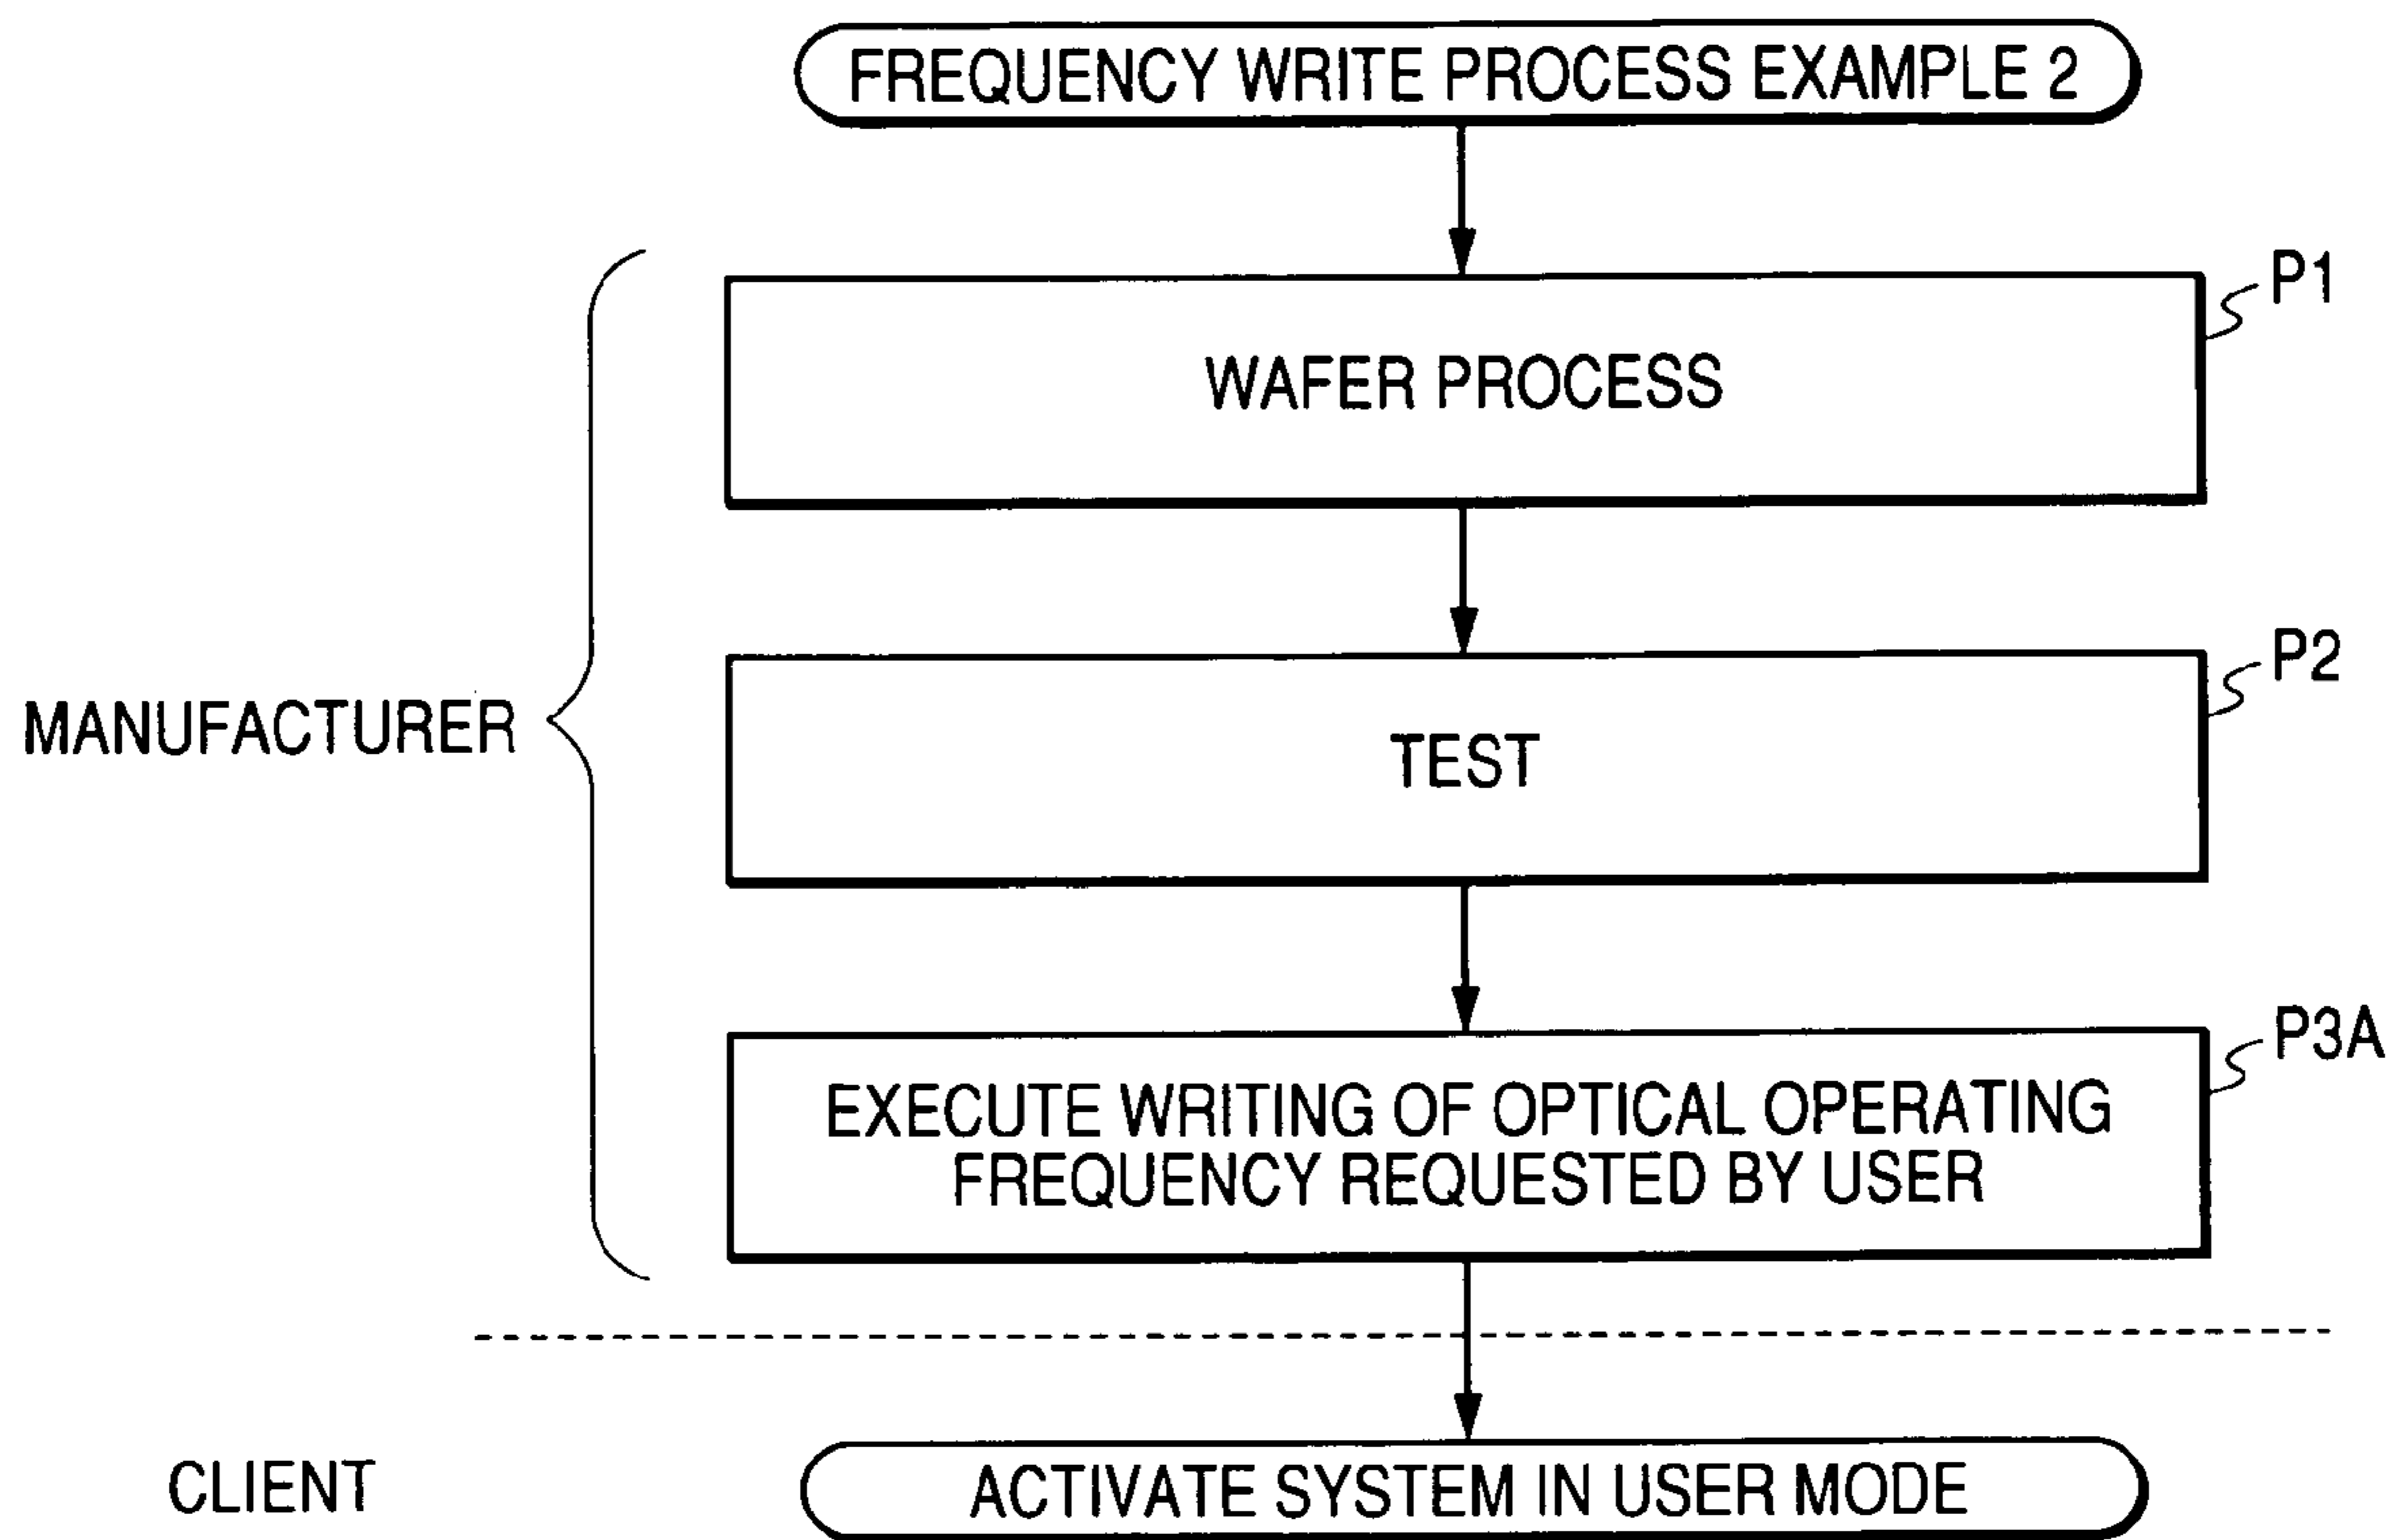 FREQUENCY WRITE PROCESS EXAMPLE 2
P1
WAFER PROCESS
P2
MANUFACTURER
TEST
P3A
EXECUTE WRITING OF OPTICAL OPERATING
FREQUENCY REQUESTED BY USER
CLIENT
ACTIVATE SYSTEM IN USER MODE